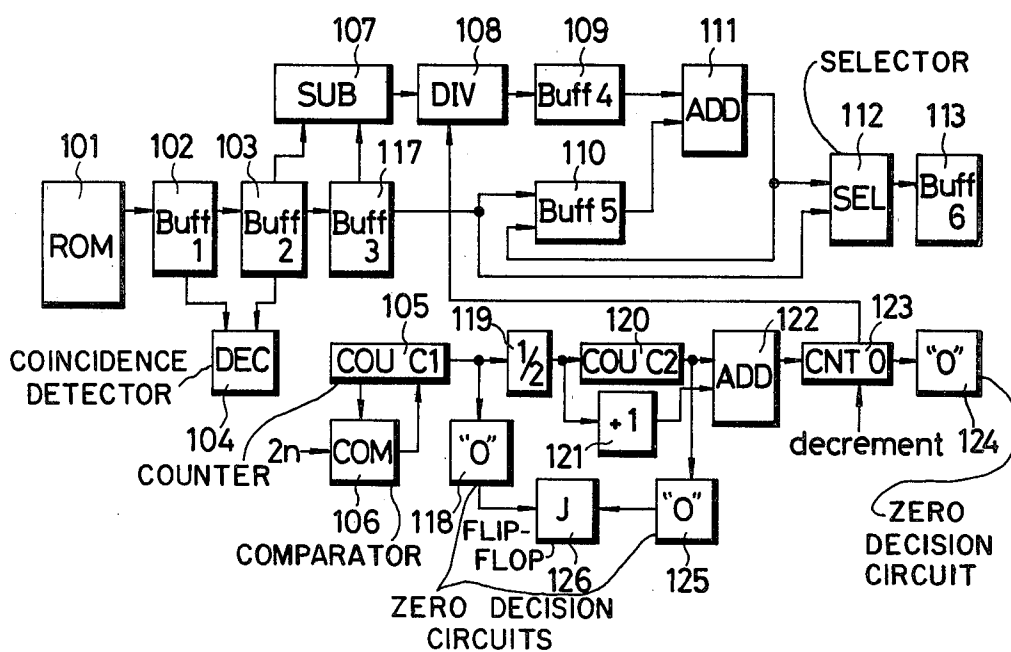 107
108
109
111
SELECTOR
SUB
DIV
Buff 4
ADD
112
113
101
102
103
117
110
ROM
Buff 1
Buff 2
Buff 3
Buff 5
SEL
Buff 6
105
119
120
122
123
COINCIDENCE
DETECTOR
DEC
COU C1
1/2
COU C2
ADD
CNT 0
"O"
104
COUNTER
2n
COM
"O"
+1
121
decrement
124
106
118
J
"O"
COMPARATOR
FLIP-
FLOP
126
125
ZERO
DECISION
CIRCUIT
ZERO DECISION
CIRCUITS